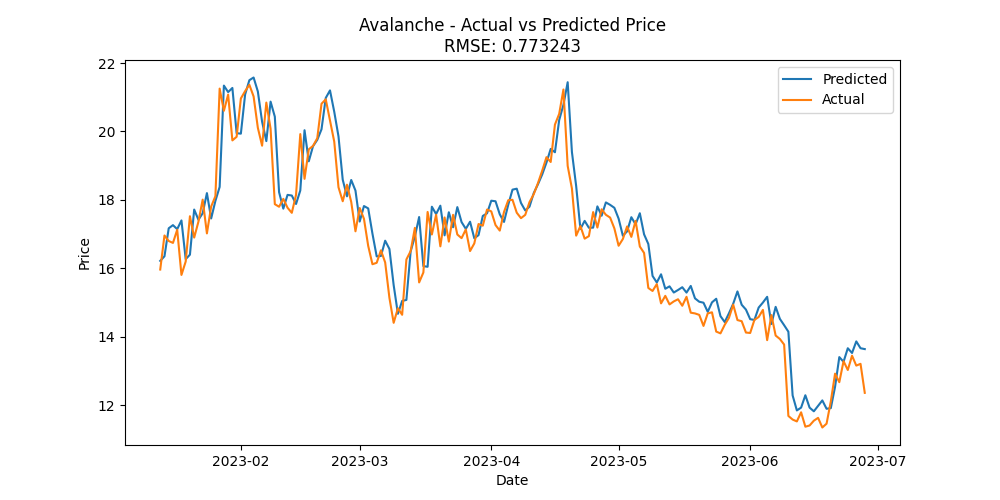 Avalanche - Actual vs Predicted Price
RMSE: 0.773243
Predicted
Actual
Price
22
20
18
16
14
12
2023-02
2023-03
2023-04
2023-05
2023-06
2023-07
Date